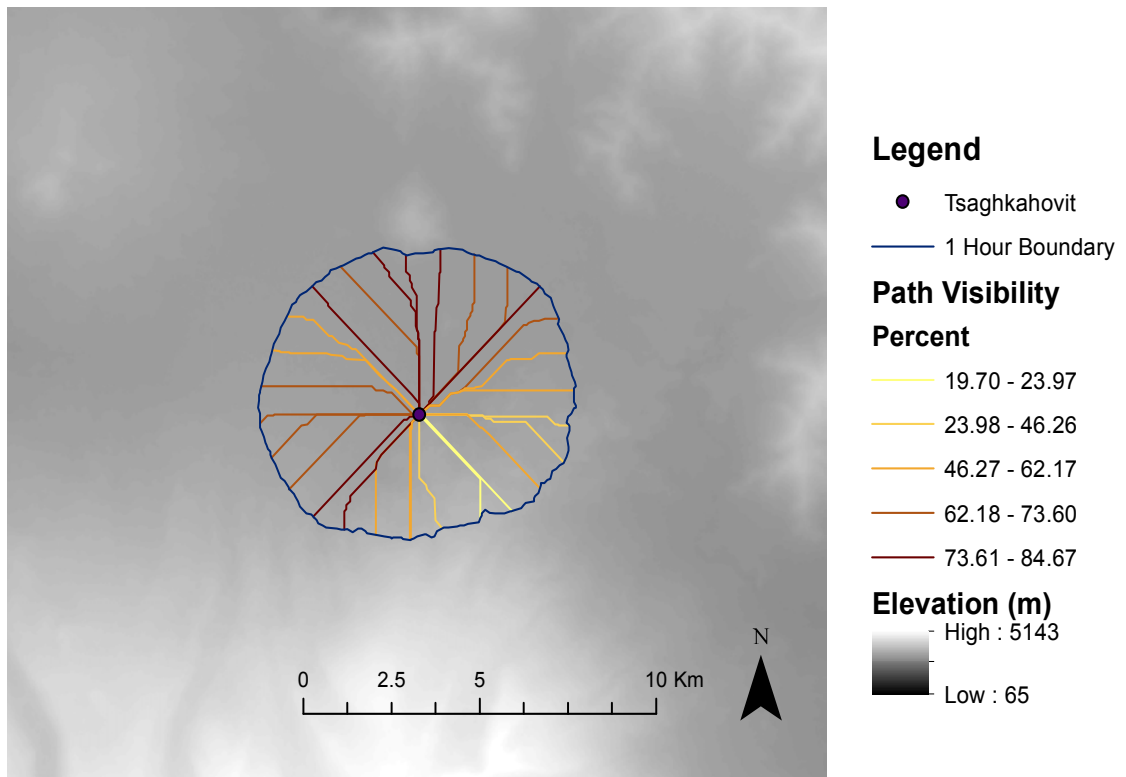 Legend
Tsaghkahovit
1 Hour Boundary
Path Visibility
Percent
19.70 - 23.97
23.98 - 46.26
46.27 - 62.17
62.18 - 73.60
73.61 - 84.67
Elevation (m)
High : 5143
Low : 65
N
0 2.5 5 10 Km